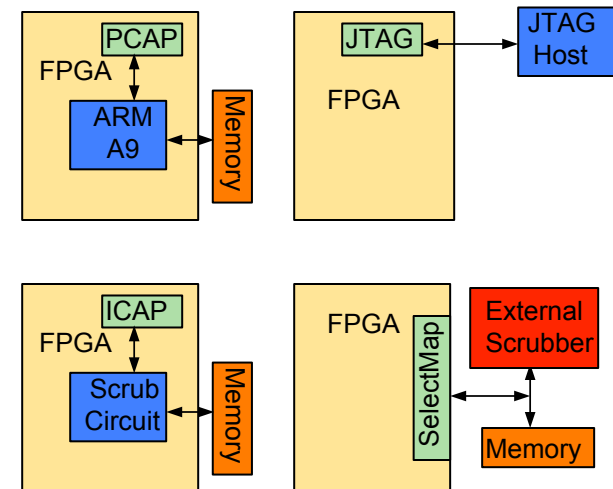 PCAP
FPGA
ARM
A9
Memory
JTAG
FPGA
JTAG
Host
ICAP
FPGA
Scrub
Circuit
Memory
FPGA
SelectMap
External
Scrubber
Memory